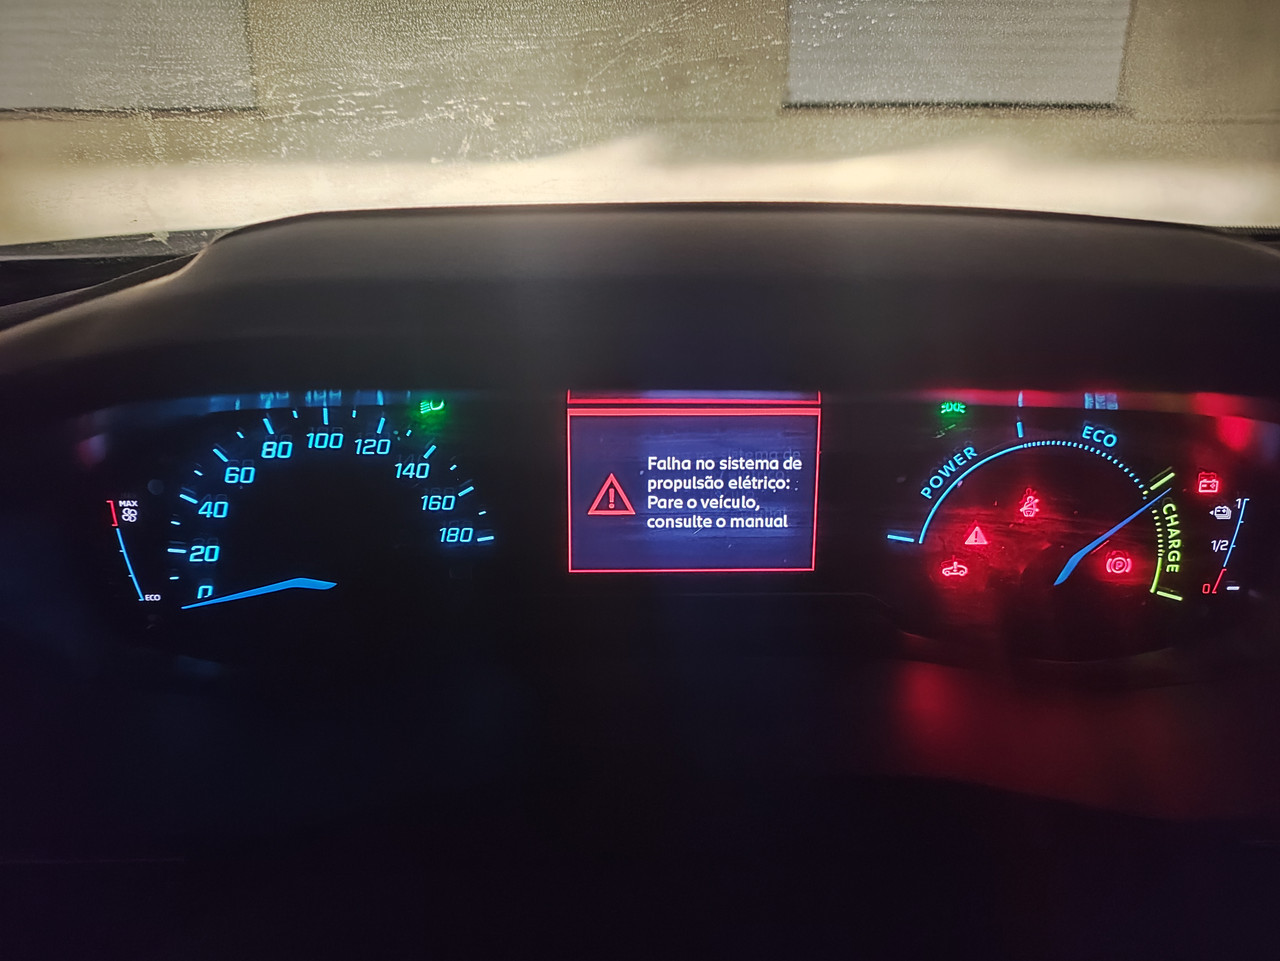 MAX
ECO
0
20
40
60
80
100
120
140
160
180
Falha no sistema de
propulsão elétrico:
Pare o veículo,
consulte o manual
POWER
ECO
CHARGE
P
1
1/2
0